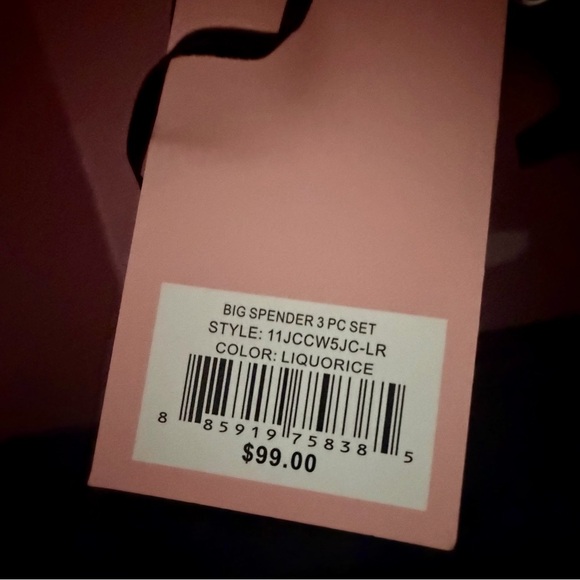 BIG SPENDER 3 PC SET
STYLE: 11JCCW5JC-LR
COLOR: LIQUORICE
8 85919 75838 5
$99.00